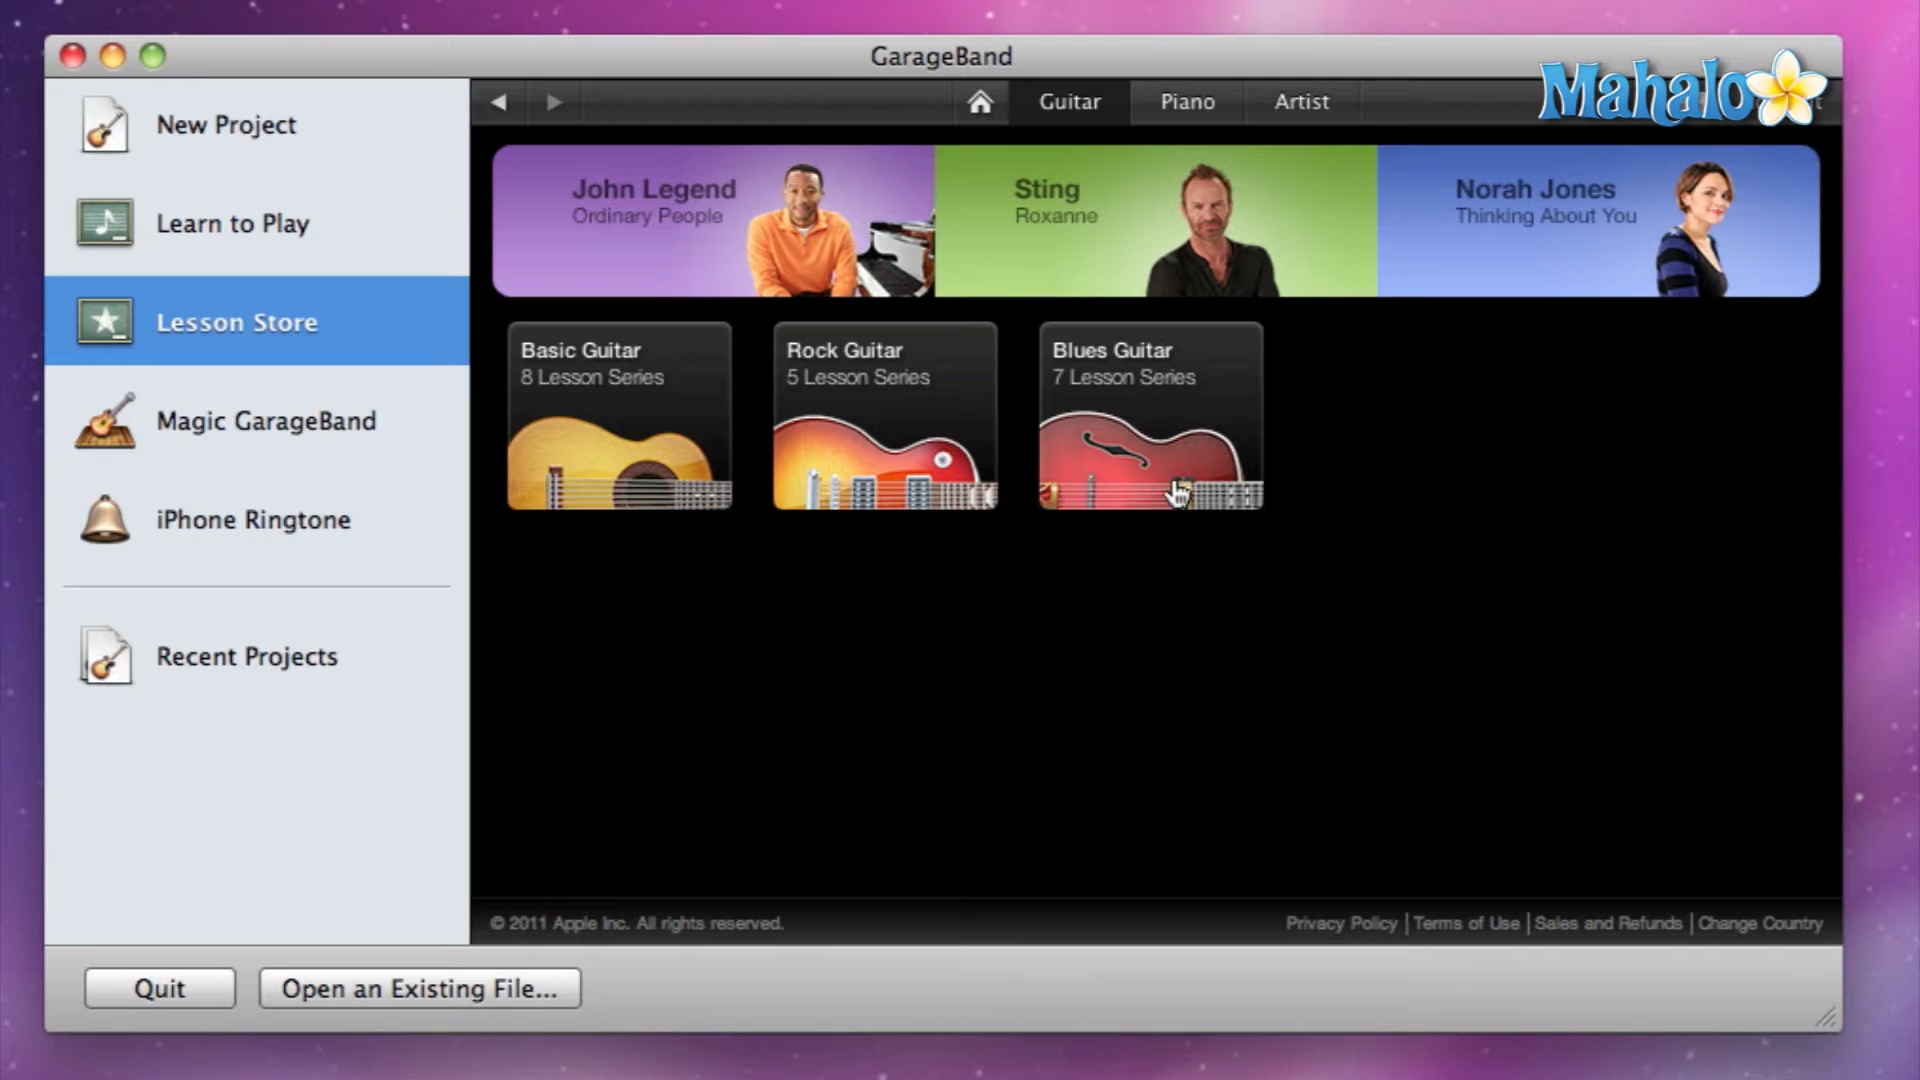 GarageBand
Mahalo
New Project
Learn to Play
Lesson Store
Magic GarageBand
iPhone Ringtone
Recent Projects
Guitar
Piano
Artist
John Legend
Ordinary People
Sting
Roxanne
Norah Jones
Thinking About You
Basic Guitar
8 Lesson Series
Rock Guitar
5 Lesson Series
Blues Guitar
7 Lesson Series
© 2011 Apple Inc. All rights reserved.
Privacy Policy | Terms of Use | Sales and Refunds | Change Country
Quit
Open an Existing File...